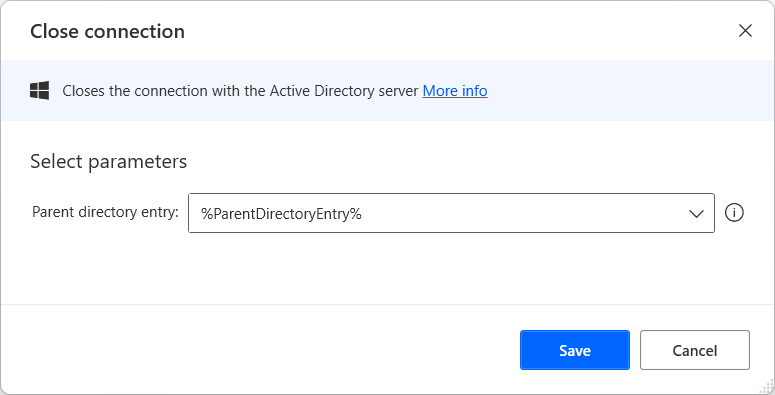 Close connection
Closes the connection with the Active Directory server More info
Select parameters
Parent directory entry: %ParentDirectoryEntry%
Save Cancel